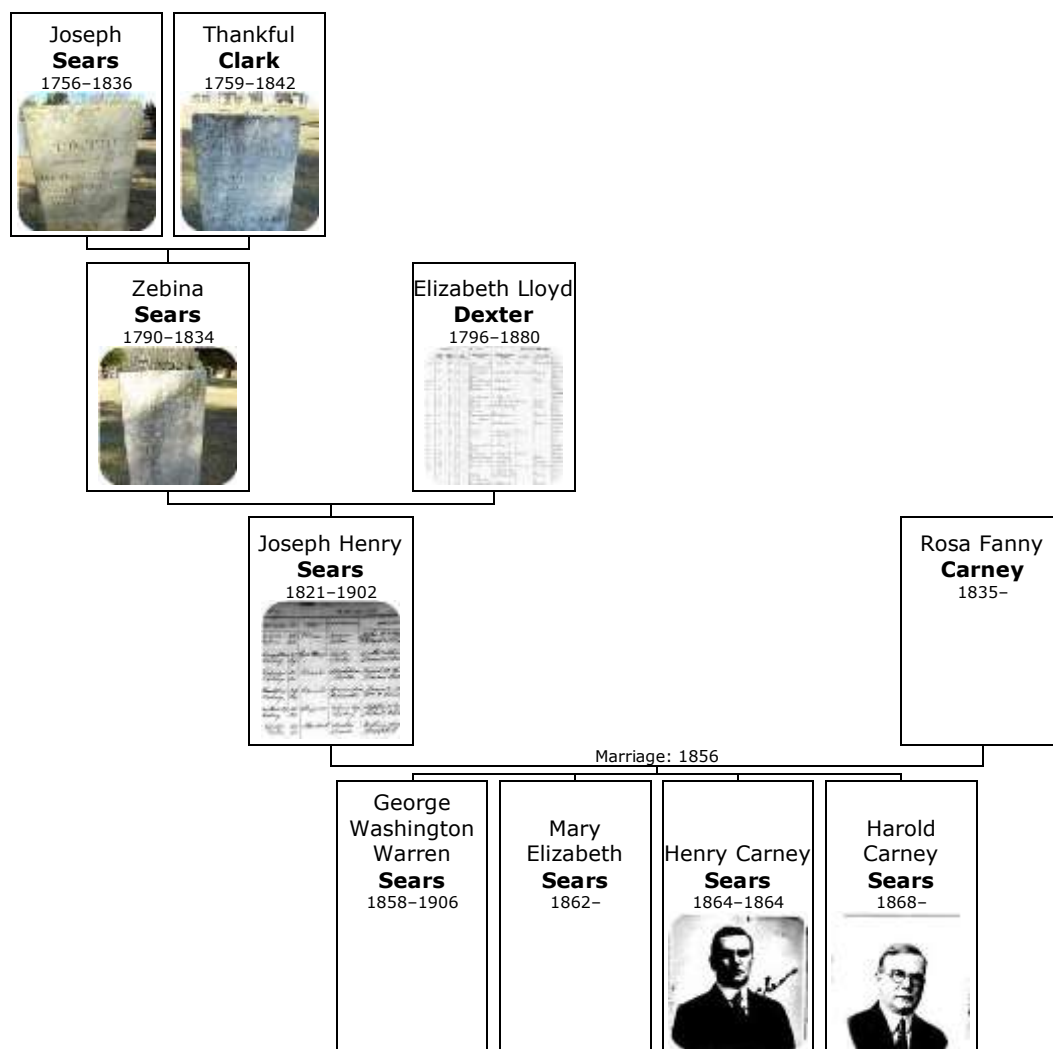 Joseph
Sears
1756–1836
Thankful
Clark
1759–1842
Zebina
Sears
1790–1834
Elizabeth Lloyd
Dexter
1796–1880
Joseph Henry
Sears
1821–1902
Rosa Fanny
Carney
1835–
Marriage: 1856
George
Washington
Warren
Sears
1858–1906
Mary
Elizabeth
Sears
1862–
Henry Carney
Sears
1864–1864
Harold
Carney
Sears
1868–